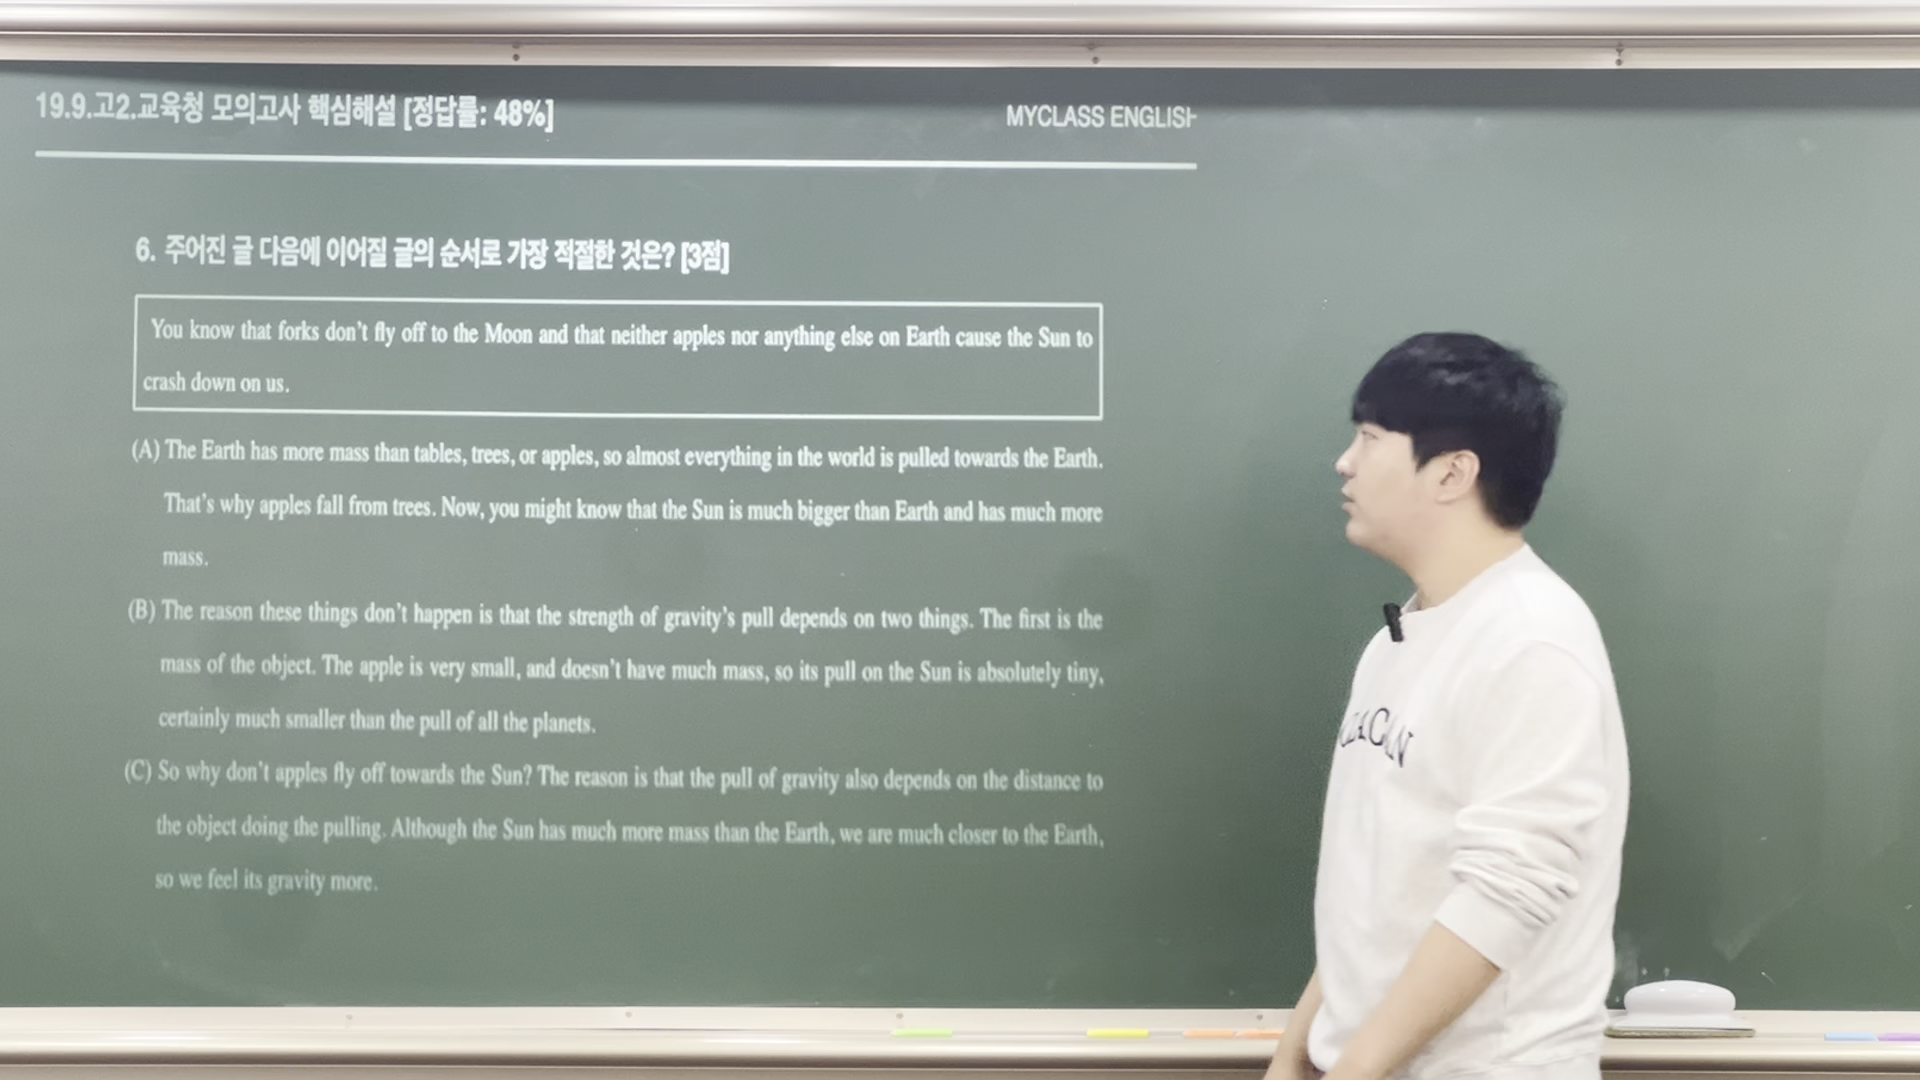 19.9.고2.교육청 모의고사 핵심해설 [정답률: 48%]
MYCLASS ENGLISH
6. 주어진 글 다음에 이어질 글의 순서로 가장 적절한 것은? [3점]
You know that forks don't fly off to the Moon and that neither apples nor anything else on Earth cause the Sun to
crash down on us.
(A) The Earth has more mass than tables, trees, or apples, so almost everything in the world is pulled towards the Earth.
That's why apples fall from trees. Now, you might know that the Sun is much bigger than Earth and has much more
mass.
(B) The reason these things don't happen is that the strength of gravity's pull depends on two things. The first is the
mass of the object. The apple is very small, and doesn't have much mass, so its pull on the Sun is absolutely tiny,
certainly much smaller than the pull of all the planets.
(C) So why don't apples fly off towards the Sun? The reason is that the pull of gravity also depends on the distance to
the object doing the pulling. Although the Sun has much more mass than the Earth, we are much closer to the Earth,
so we feel its gravity more.